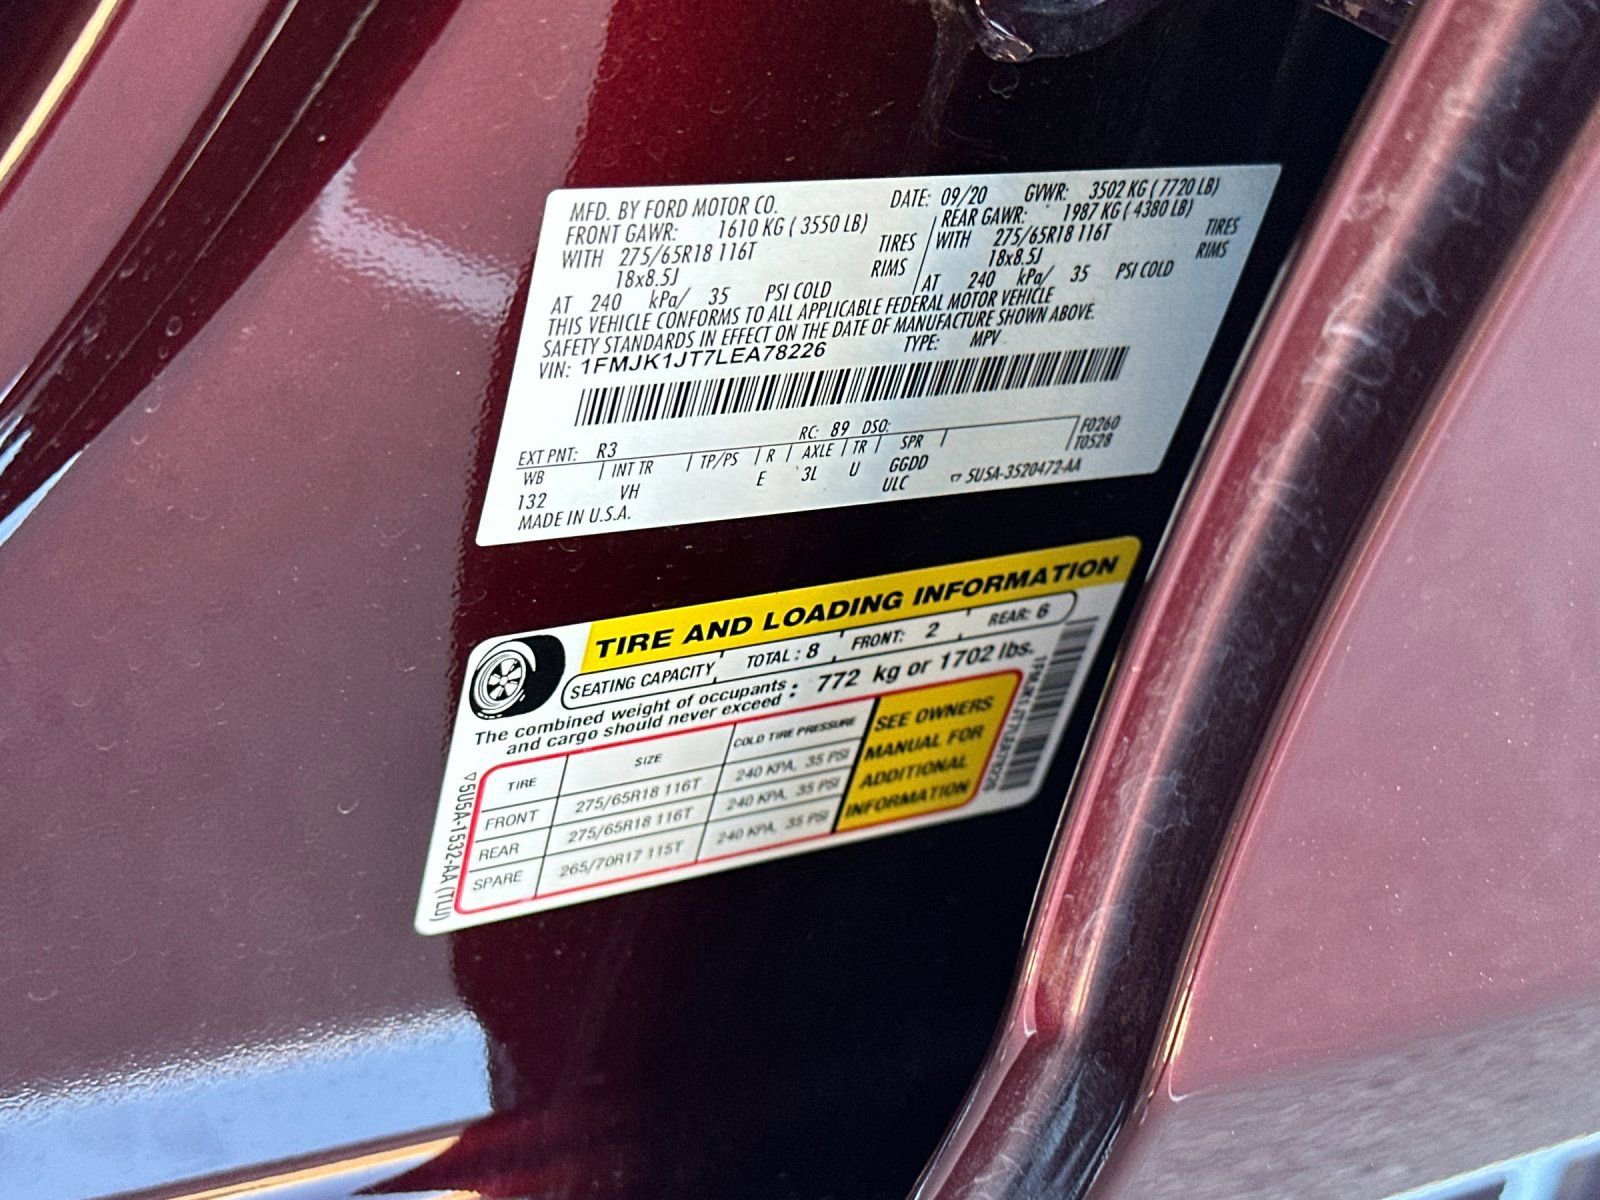 MFD. BY FORD MOTOR CO. DATE: 09/20 GVWR: 3502 KG ( 7720 LB)
FRONT GAWR: 1610 KG ( 3550 LB) REAR GAWR: 1987 KG ( 4380 LB)
WITH 275/65R18 116T TIRES WITH 275/65R18 116T TIRES
18x8.5J RIMS 18x8.5J RIMS
AT 240 kPa/ 35 PSI COLD AT 240 kPa/ 35 PSI COLD
THIS VEHICLE CONFORMS TO ALL APPLICABLE FEDERAL MOTOR VEHICLE
SAFETY STANDARDS IN EFFECT ON THE DATE OF MANUFACTURE SHOWN ABOVE.
VIN: 1FMJK1JT7LEA78226 TYPE: MPV
EXT PNT: R3 RC: 89 DSO: F0260
WB INT TR TP/PS R AXLE TR SPR T0528
132 VH E 3L U GGDD
ULC 5U5A-3520472-AA
MADE IN U.S.A.
TIRE AND LOADING INFORMATION
SEATING CAPACITY TOTAL: 8 FRONT: 2 REAR: 6
The combined weight of occupants and cargo should never exceed : 772 kg or 1702 lbs.
TIRE SIZE COLD TIRE PRESSURE
FRONT 275/65R18 116T 240 KPA, 35 PSI
REAR 275/65R18 116T 240 KPA, 35 PSI
SPARE 265/70R17 115T 240 KPA, 35 PSI
SEE OWNERS
MANUAL FOR
ADDITIONAL
INFORMATION
5U5A-1532-AA (TLU)
1FMJK1JT7LEA78226